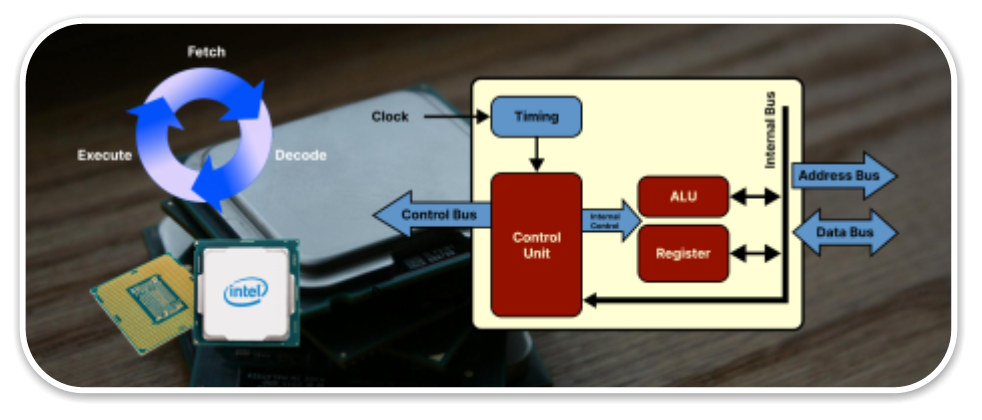 Fetch
Execute
Decode
intel
Clock
Timing
Control Bus
Control
Unit
Internal
Control
ALU
Register
Internal Bus
Address Bus
Data Bus